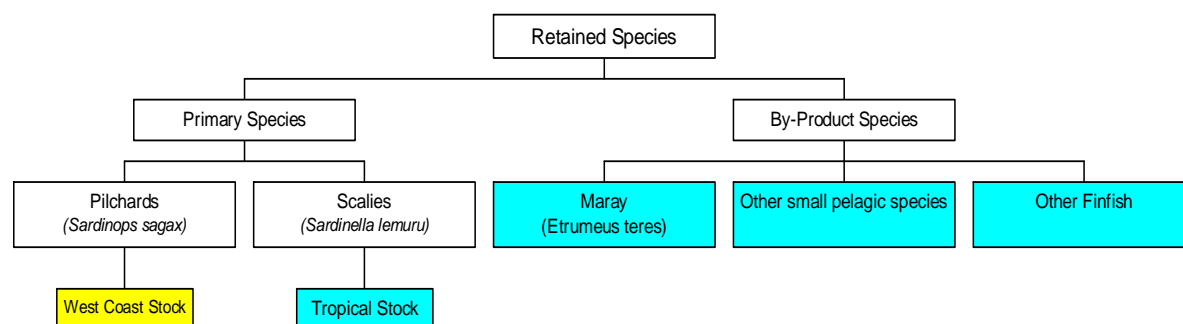 Retained Species
Primary Species
By-Product Species
Pilchards
(Sardinops sagax)
Scalies
(Sardinella lemuru)
Maray
(Etrumeus teres)
Other small pelagic species
Other Finfish
West Coast Stock
Tropical Stock